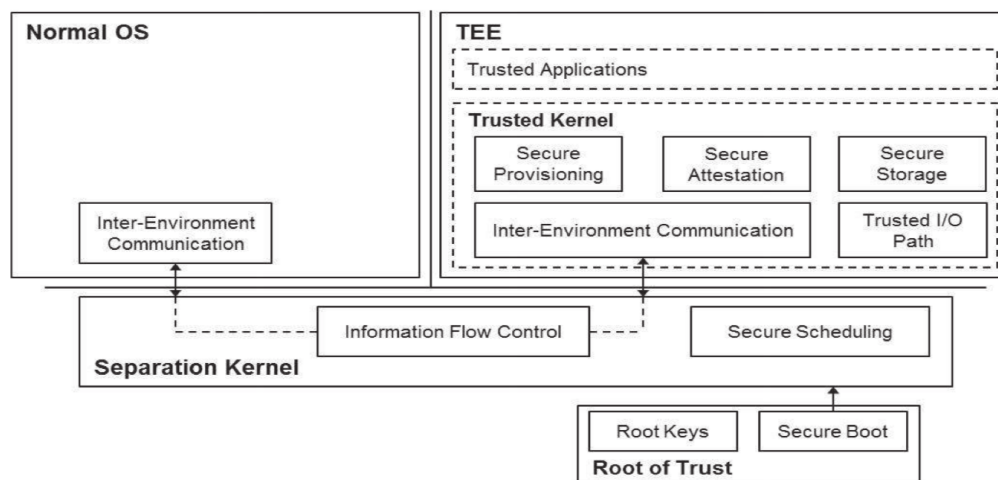 Normal OS
TEE
Trusted Applications
Trusted Kernel
Secure
Provisioning
Secure
Attestation
Secure
Storage
Inter-Environment
Communication
Inter-Environment Communication
Trusted I/O
Path
Information Flow Control
Secure Scheduling
Separation Kernel
Root Keys
Secure Boot
Root of Trust